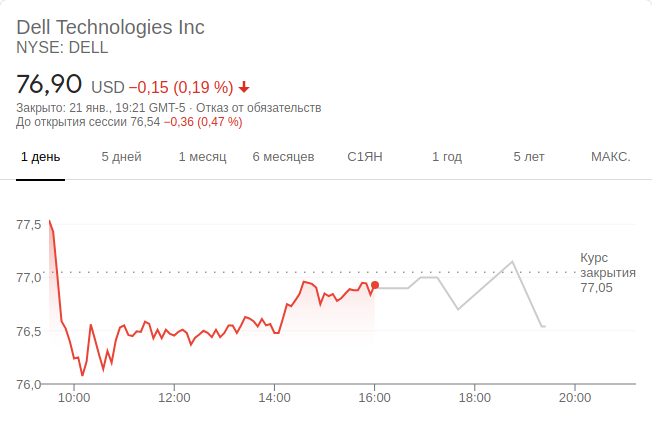 Dell Technologies Inc
NYSE: DELL
76,90 USD −0,15 (0,19 %)
Закрыто: 21 янв., 19:21 GMT-5 · Отказ от обязательств
До открытия сессии 76,54 −0,36 (0,47 %)
1 день 5 дней 1 месяц 6 месяцев С1ЯН 1 год 5 лет МАКС.
77,5
77,0
76,5
76,0
Курс
закрытия
77,05
10:00 12:00 14:00 16:00 18:00 20:00